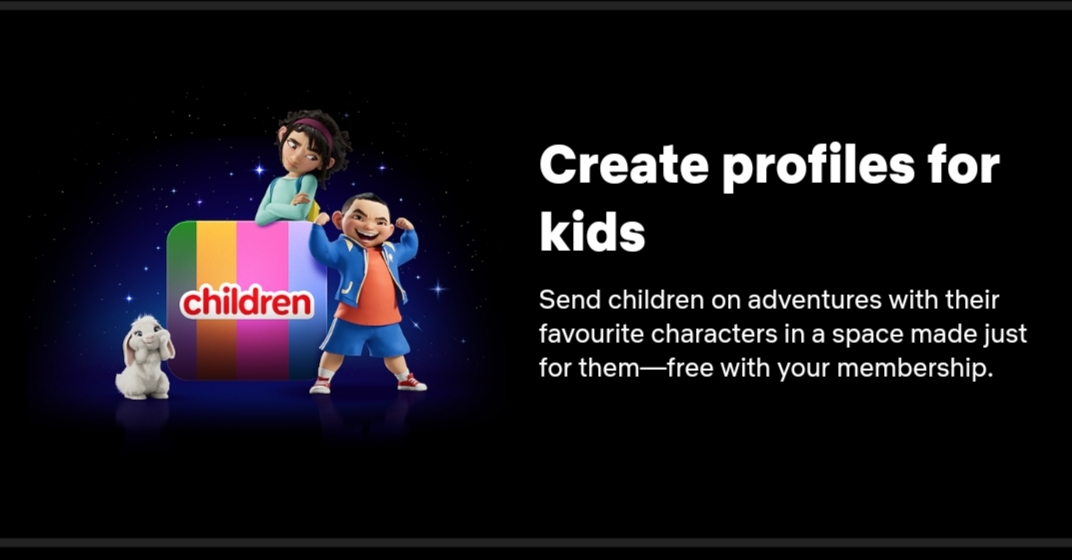 children
Create profiles for
kids
Send children on adventures with their
favourite characters in a space made just
for them—free with your membership.